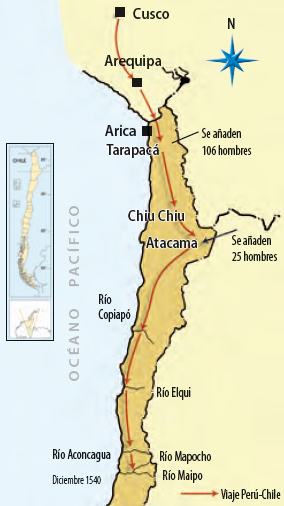 Cusco
N
Arequipa
Arica
Tarapacá
Se añaden
106 hombres
CHILE
Chiu Chiu
Atacama
Se añaden
25 hombres
OCÉANO PACÍFICO
Río
Copiapó
Río Elqui
Río Aconcagua
Río Mapocho
Diciembre 1540
Río Maipo
Viaje Perú-Chile